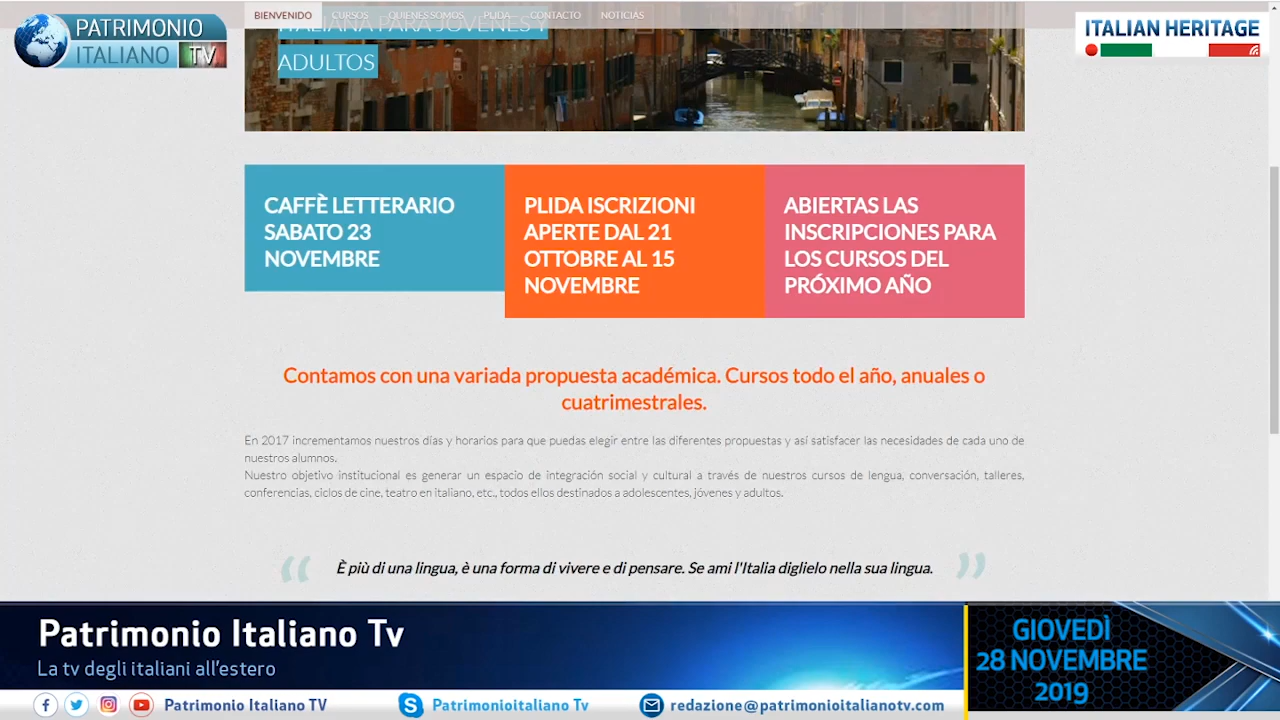 PATRIMONIO
ITALIANO TV
BIENVENIDO CURSOS QUIENES SOMOS PLIDA CONTACTO NOTICIAS
ITALIANA PARA JÓVENES Y
ADULTOS
ITALIAN HERITAGE
CAFFÈ LETTERARIO
SABATO 23
NOVEMBRE
PLIDA ISCRIZIONI
APERTE DAL 21
OTTOBRE AL 15
NOVEMBRE
ABIERTAS LAS
INSCRIPCIONES PARA
LOS CURSOS DEL
PRÓXIMO AÑO
Contamos con una variada propuesta académica. Cursos todo el año, anuales o
cuatrimestrales.
En 2017 incrementamos nuestros días y horarios para que puedas elegir entre las diferentes propuestas y así satisfacer las necesidades de cada uno de
nuestros alumnos.
Nuestro objetivo institucional es generar un espacio de integración social y cultural a través de nuestros cursos de lengua, conversación, talleres,
conferencias, ciclos de cine, teatro en italiano, etc., todos ellos destinados a adolescentes, jóvenes y adultos.
“ È più di una lingua, è una forma di vivere e di pensare. Se ami l'Italia diglielo nella sua lingua. ”
Patrimonio Italiano Tv
La tv degli italiani all'estero
GIOVEDÌ
28 NOVEMBRE
2019
Patrimonio Italiano TV
Patrimonioitaliano Tv
redazione@patrimonioitalianotv.com